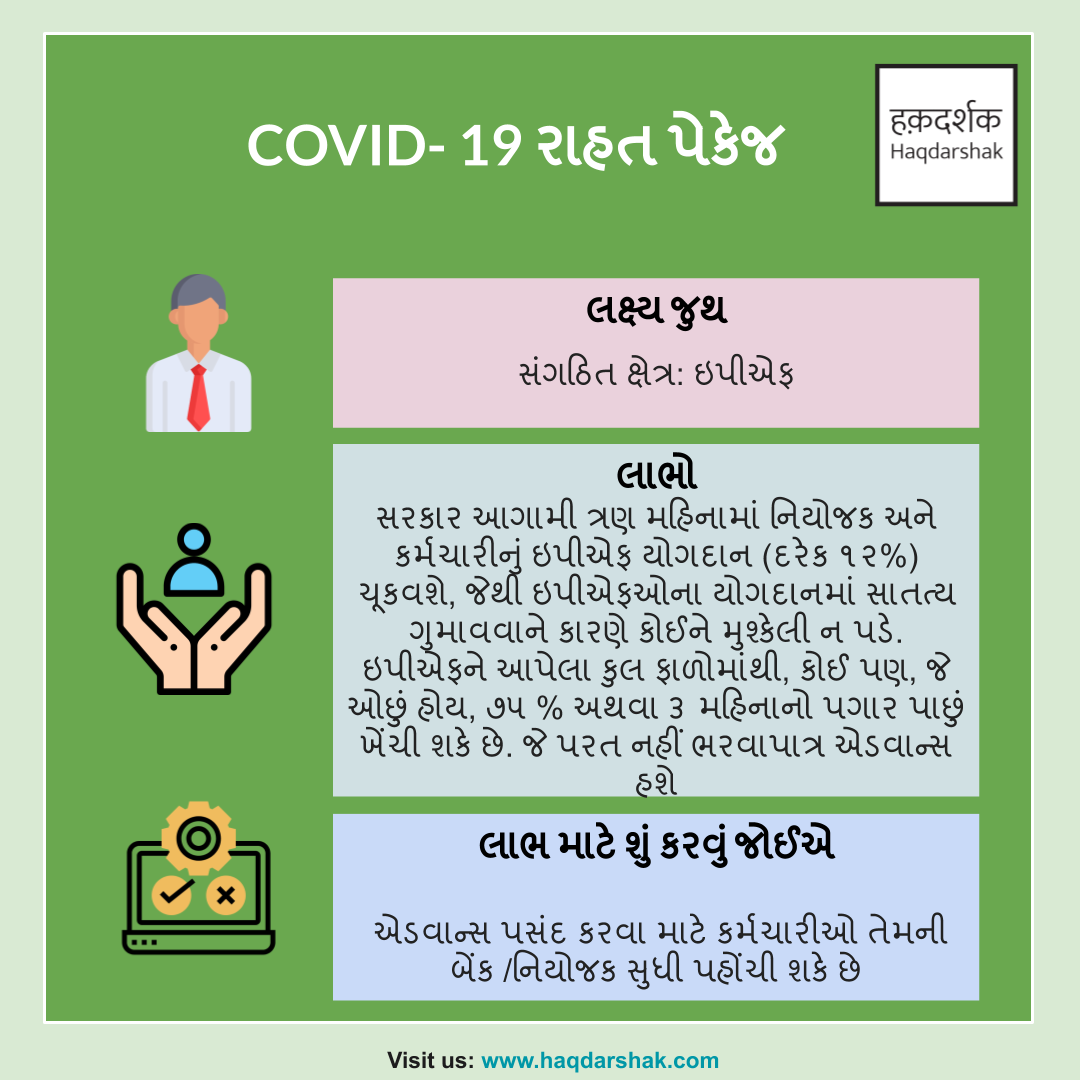 COVID- 19 રાહત પેકેજ
हक़दर्शक
Haqdarshak
લક્ષ્ય જુથ
સંગઠિત ક્ષેત્ર: ઇપીએફ
લાભો
સરકાર આગામી ત્રણ મહિનામાં નિયોજક અને
કર્મચારીનું ઇપીએફ યોગદાન (દરેક ૧૨%)
ચૂકવશે, જેથી ઇપીએફઓના યોગદાનમાં સાતત્ય
ગુમાવવાને કારણે કોઈને મુશ્કેલી ન પડે.
ઇપીએફને આપેલા કુલ ફાળોમાંથી, કોઈ પણ, જે
ઓછું હોય, ૭૫ % અથવા ૩ મહિનાનો પગાર પાછું
ખેંચી શકે છે. જે પરત નહીં ભરવાપાત્ર એડવાન્સ
હશે
લાભ માટે શું કરવું જોઈએ
એડવાન્સ પસંદ કરવા માટે કર્મચારીઓ તેમની
બેંક /નિયોજક સુધી પહોંચી શકે છે
Visit us: www.haqdarshak.com